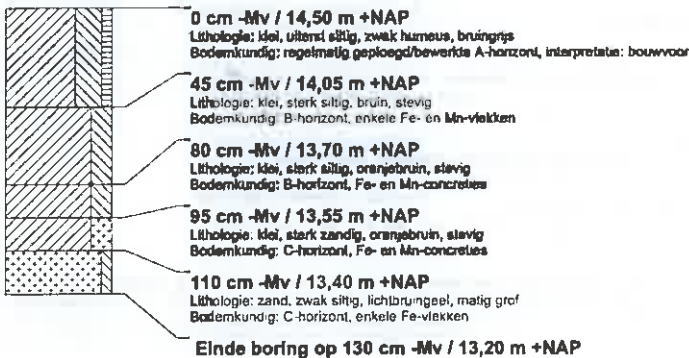 0 cm -Mv / 14,50 m +NAP
Lithologie: klei, uiterst siltig, zwak humeus, bruingrijs
Bodemkundig: regelmatig geploegd/bewerkte A-horizont, interpretatie: bouwvoor
45 cm -Mv / 14,05 m +NAP
Lithologie: klei, sterk siltig, bruin, stevig
Bodemkundig: B-horizont, enkele Fe- en Mn-vlekken
80 cm -Mv / 13,70 m +NAP
Lithologie: klei, sterk siltig, oranjebruin, stevig
Bodemkundig: B-horizont, Fe- en Mn-concreties
95 cm -Mv / 13,55 m +NAP
Lithologie: klei, sterk zandig, oranjebruin, stevig
Bodemkundig: C-horizont, Fe- en Mn-concreties
110 cm -Mv / 13,40 m +NAP
Lithologie: zand, zwak siltig, lichtbruingeel, matig grof
Bodemkundig: C-horizont, enkele Fe-vlekken
Einde boring op 130 cm -Mv / 13,20 m +NAP